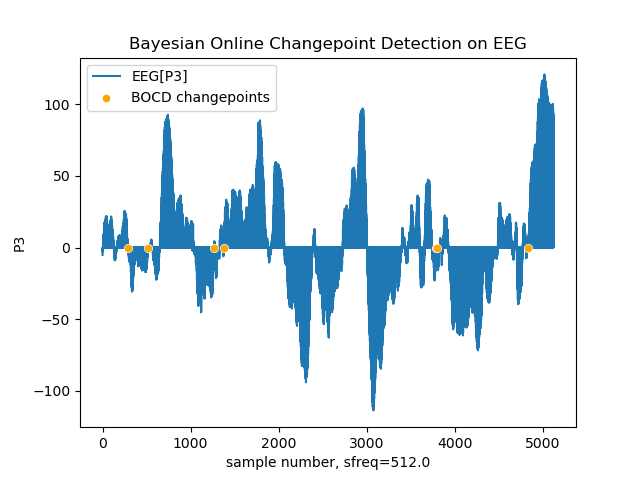 Bayesian Online Changepoint Detection on EEG
EEG[P3]
BOCD changepoints
P3
100
50
0
−50
−100
0 1000 2000 3000 4000 5000
sample number, sfreq=512.0